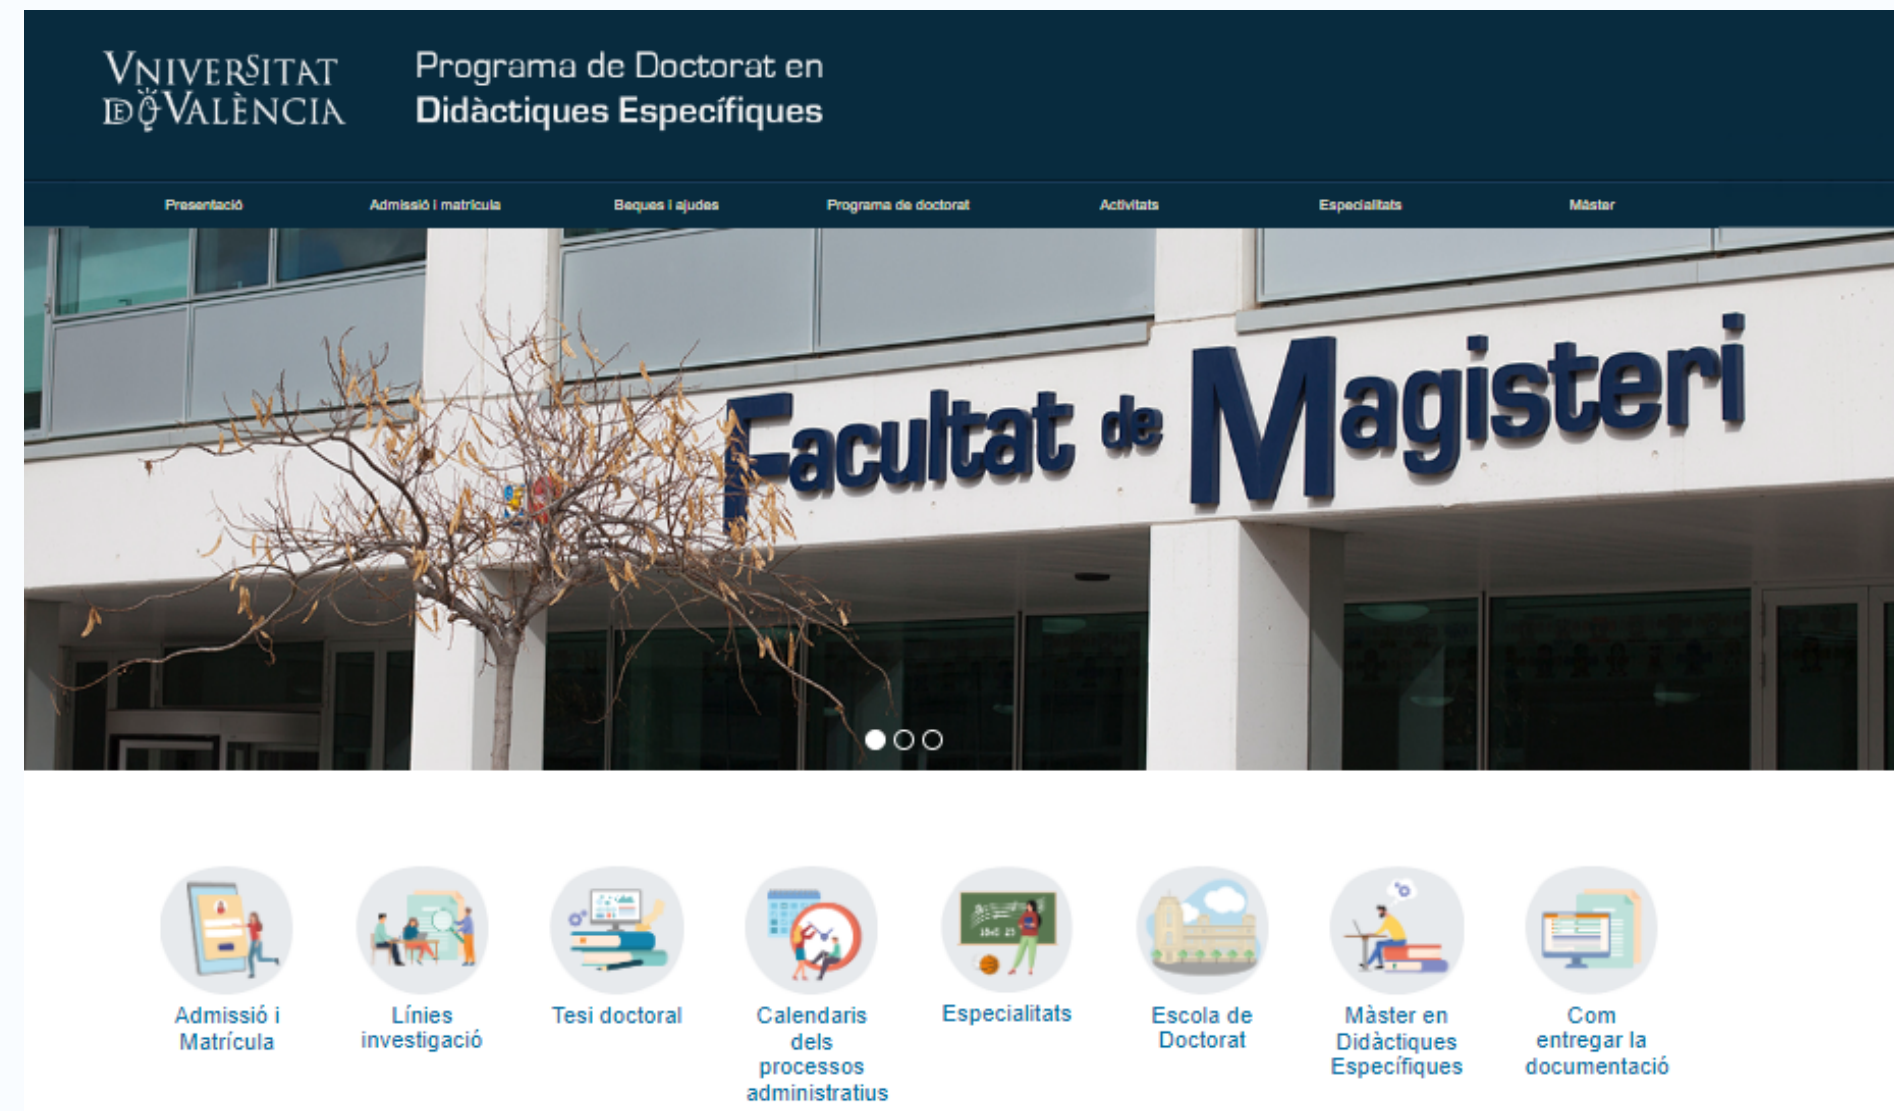 VNIVERSITAT
DE VALÈNCIA
Programa de Doctorat en
Didàctiques Específiques
Presentació
Admissió i matrícula
Beques i ajudes
Programa de doctorat
Activitats
Especialitats
Màster
Facultat de Magisteri
Admissió i
Matrícula
Línies
investigació
Tesi doctoral
Calendaris
dels
processos
administratius
Especialitats
Escola de
Doctorat
Màster en
Didàctiques
Específiques
Com
entregar la
documentació